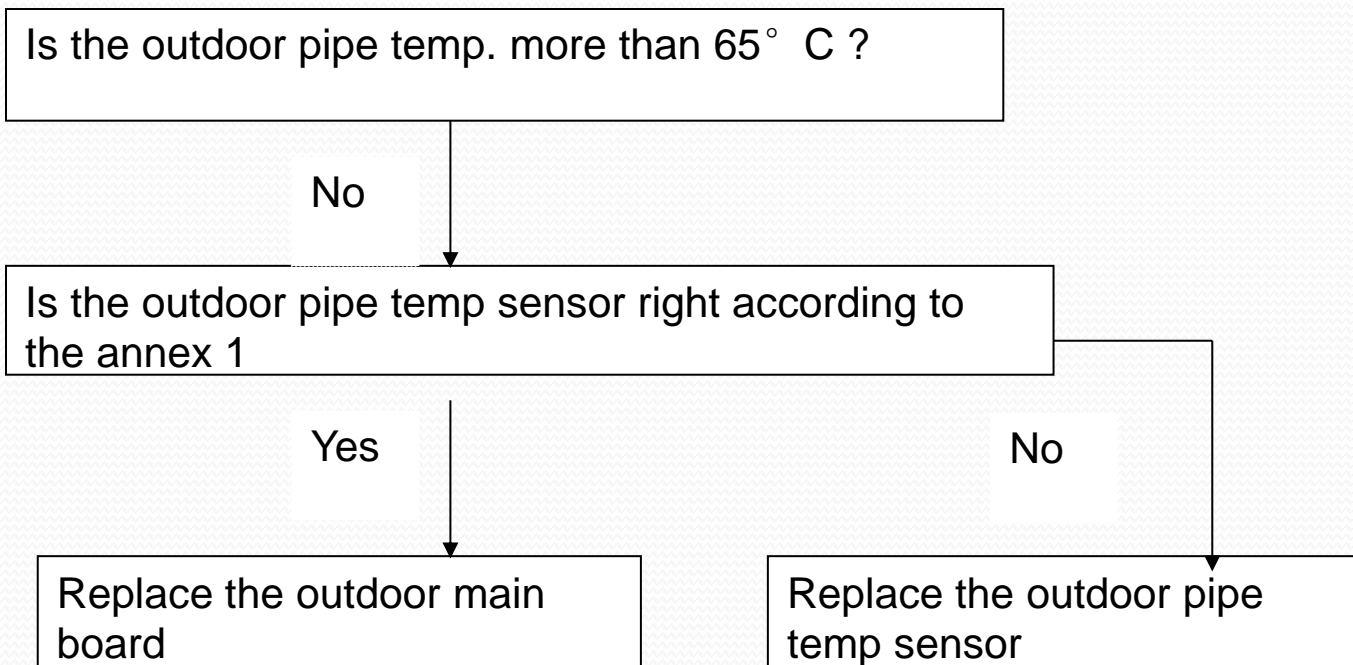 Is the outdoor pipe temp. more than 65° C ?
No
Is the outdoor pipe temp sensor right according to
the annex 1
Yes
No
Replace the outdoor main
board
Replace the outdoor pipe
temp sensor